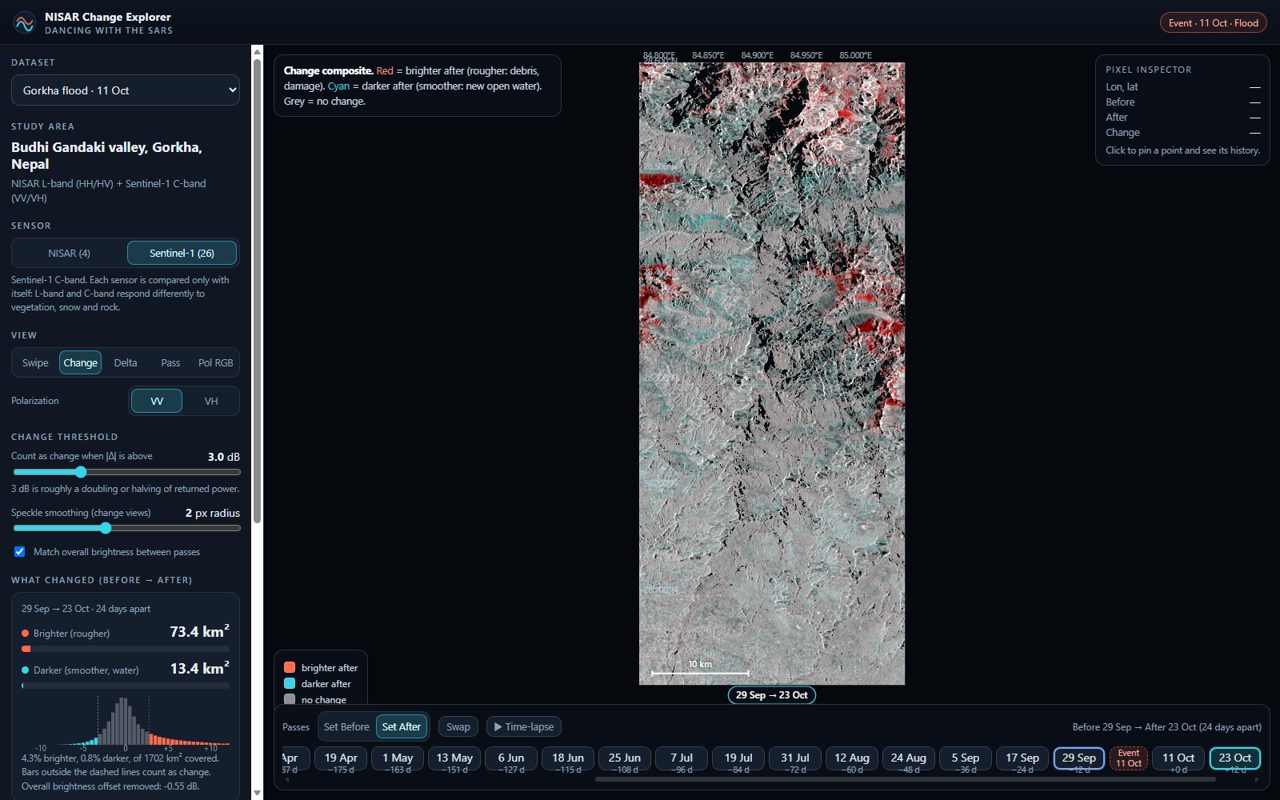 NISAR Change Explorer
DANCING WITH THE SARS
Event · 11 Oct · Flood
DATASET
Gorkha flood · 11 Oct
STUDY AREA
Budhi Gandaki valley, Gorkha,
Nepal
NISAR L-band (HH/HV) + Sentinel-1 C-band
(VV/VH)
SENSOR
NISAR (4)
Sentinel-1 (26)
Sentinel-1 C-band. Each sensor is compared only with
itself: L-band and C-band respond differently to
vegetation, snow and rock.
VIEW
Swipe
Change
Delta
Pass
Pol RGB
Polarization
VV
VH
CHANGE THRESHOLD
Count as change when |Δ| is above
3.0 dB
3 dB is roughly a doubling or halving of returned power.
Speckle smoothing (change views)
2 px radius
Match overall brightness between passes
WHAT CHANGED (BEFORE → AFTER)
29 Sep → 23 Oct · 24 days apart
Brighter (rougher)
73.4 km²
Darker (smoother, water)
13.4 km²
-10 -5 0 +5 +10
4.3% brighter, 0.8% darker, of 1702 km² covered.
Bars outside the dashed lines count as change.
Overall brightness offset removed: -0.55 dB.
Change composite. Red = brighter after (rougher: debris,
damage). Cyan = darker after (smoother: new open water).
Grey = no change.
84.800°E 84.850°E 84.900°E 84.950°E 85.000°E
10 km
29 Sep → 23 Oct
brighter after
darker after
no change
PIXEL INSPECTOR
Lon, lat —
Before —
After —
Change —
Click to pin a point and see its history.
Passes
Set Before
Set After
Swap
▶ Time-lapse
Before 29 Sep → After 23 Oct (24 days apart)
Apr
19 Apr
−175 d
1 May
−163 d
13 May
−151 d
6 Jun
−127 d
18 Jun
−115 d
25 Jun
−108 d
7 Jul
−96 d
19 Jul
−84 d
31 Jul
−72 d
12 Aug
−60 d
24 Aug
−48 d
5 Sep
−36 d
17 Sep
−24 d
29 Sep
−12 d
Event
11 Oct
11 Oct
+0 d
23 Oct
+12 d